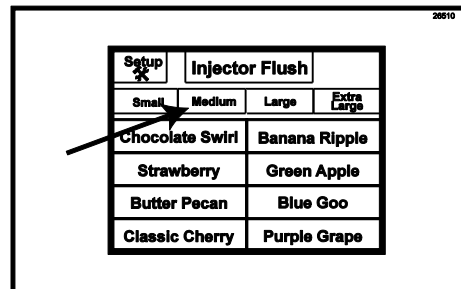 26510
Setup Injector Flush
Small Medium Large Extra Large
Chocolate Swirl Banana Ripple
Strawberry Green Apple
Butter Pecan Blue Goo
Classic Cherry Purple Grape